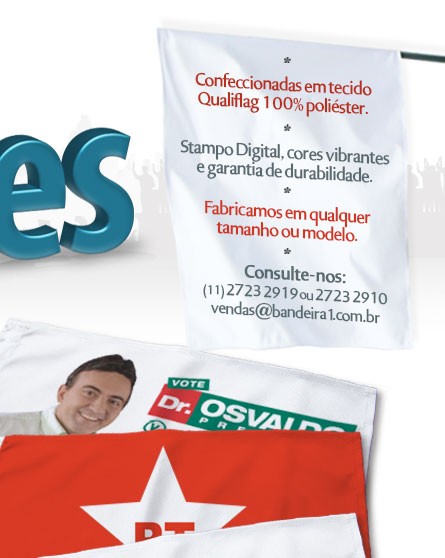 es
*
Confeccionadas em tecido
Qualiflag 100% poliéster.
*
Stampo Digital, cores vibrantes
e garantia de durabilidade.
*
Fabricamos em qualquer
tamanho ou modelo.
*
Consulte-nos:
(11) 2723 2919 ou 2723 2910
vendas@bandeira1.com.br
VOTE
Dr. OSVALDO
PT